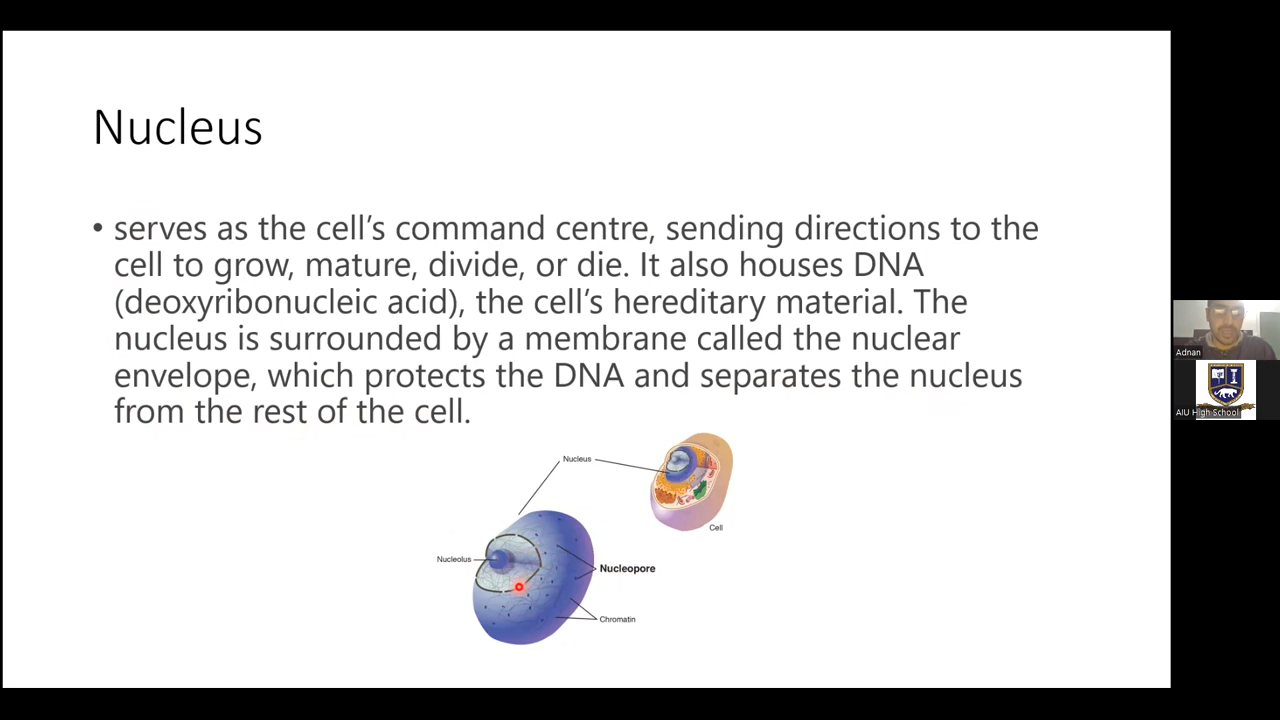 Nucleus
• serves as the cell’s command centre, sending directions to the
cell to grow, mature, divide, or die. It also houses DNA
(deoxyribonucleic acid), the cell’s hereditary material. The
nucleus is surrounded by a membrane called the nuclear
envelope, which protects the DNA and separates the nucleus
from the rest of the cell.
Nucleus
Cell
Nucleolus
Nucleopore
Chromatin
Adnan
AIU High School